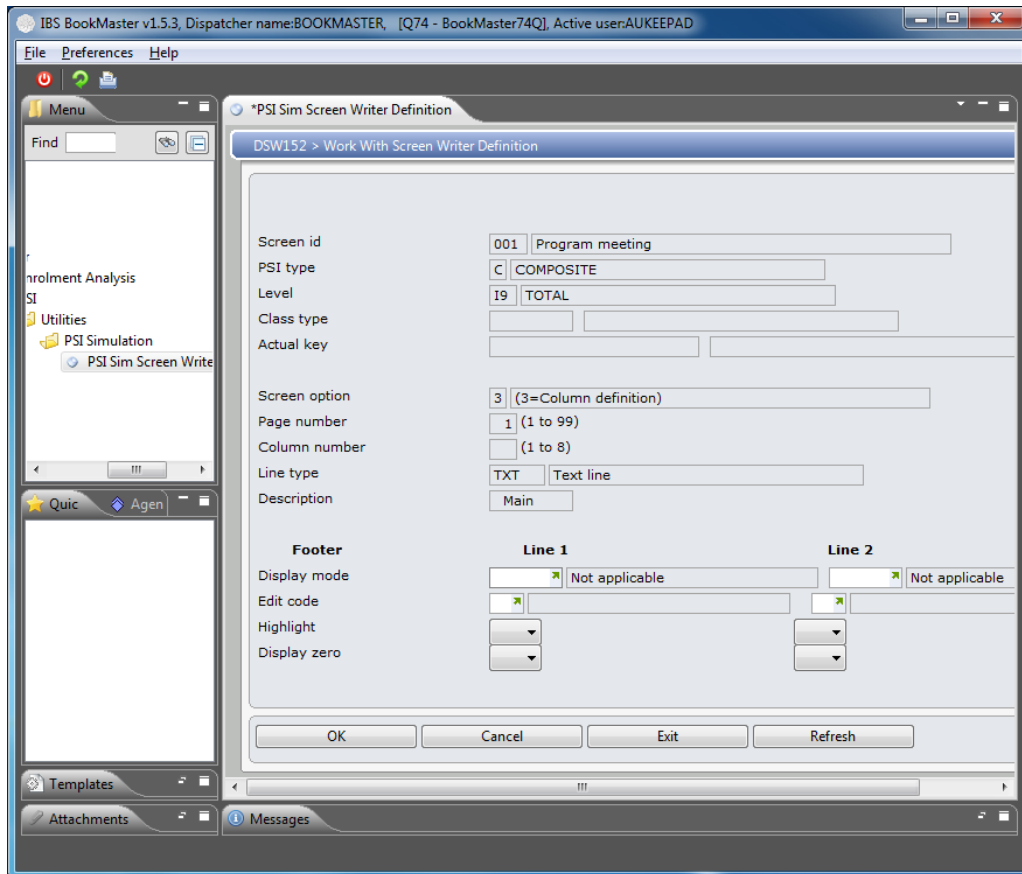 IBS BookMaster v1.5.3, Dispatcher name:BOOKMASTER, [Q74 - BookMaster74Q], Active user:AUKEEPAD
File Preferences Help
Menu
*PSI Sim Screen Writer Definition
Find
DSW152 > Work With Screen Writer Definition
Screen id 001 Program meeting
PSI type C COMPOSITE
nrolment Analysis
Level I9 TOTAL
SI
Utilities
Class type
PSI Simulation
Actual key
PSI Sim Screen Write
Screen option 3 (3=Column definition)
Page number 1 (1 to 99)
Column number (1 to 8)
Line type TXT Text line
Description Main
Quic Agen
Footer Line 1 Line 2
Display mode Not applicable Not applicable
Edit code
Highlight
Display zero
OK Cancel Exit Refresh
Templates
Attachments Messages